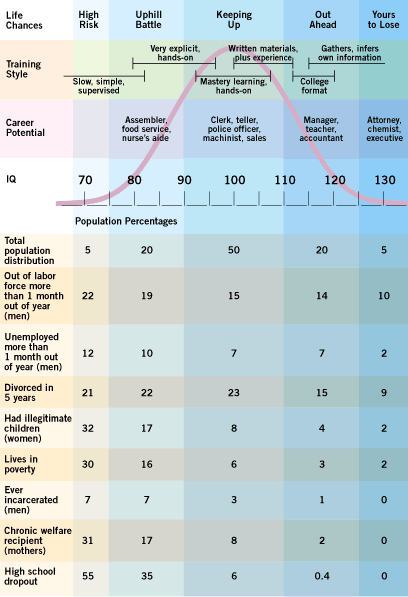 Life Chances
High Risk
Uphill Battle
Keeping Up
Out Ahead
Yours to Lose
Training Style
Very explicit, hands-on
Written materials, plus experience
Gathers, infers own information
Slow, simple, supervised
Mastery learning, hands-on
College format
Career Potential
Assembler, food service, nurse's aide
Clerk, teller, police officer, machinist, sales
Manager, teacher, accountant
Attorney, chemist, executive
IQ 70 80 90 100 110 120 130
Population Percentages
Total population distribution 5 20 50 20 5
Out of labor force more than 1 month out of year (men) 22 19 15 14 10
Unemployed more than 1 month out of year (men) 12 10 7 7 2
Divorced in 5 years 21 22 23 15 9
Had illegitimate children (women) 32 17 8 4 2
Lives in poverty 30 16 6 3 2
Ever incarcerated (men) 7 7 3 1 0
Chronic welfare recipient (mothers) 31 17 8 2 0
High school dropout 55 35 6 0.4 0